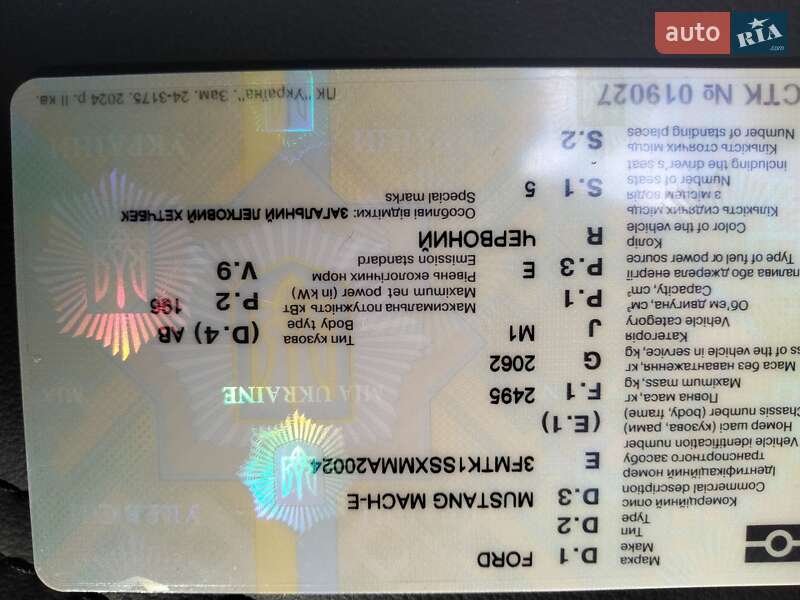 auto RIA .com
D.1 Марка FORD
Make
D.2 Тип
Type
D.3 Комерційний опис MUSTANG MACH-E
Commercial description
E Ідентифікаційний номер 3FMTK1SSXMMA20024
транспортного засобу
Vehicle identification number
(E.1) Номер шасі (кузова, рами)
Chassis number (body, frame)
F.1 Повна маса, кг 2495
Maximum mass, kg
G Маса без навантаження, кг 2062
of the vehicle in service, kg
J Категорія M1 (D.4) Тип кузова AB
Vehicle category Body type
P.1 Об'єм двигуна, см³ P.2 Максимальна потужність кВт 196
Capacity, cm³ Maximum net power (in kW)
P.3 палива або джерела енергії E V.9 Рівень екологічних норм
Type of fuel or power source Emission standard
R Колір ЧЕРВОНИЙ
Color of the vehicle
S.1 Кількість сидячих місць 5 Особливі відмітки: ЗАГАЛЬНИЙ ЛЕГКОВИЙ ХЕТЧБЕК
з місцем водія Special marks
Number of seats
including the driver's seat
S.2 Кількість стоячих місць
Number of standing places
СТК № 019027
ПК "Україна". Зам. 24-3175. 2024 р. II кв.
MIA UKRAINE